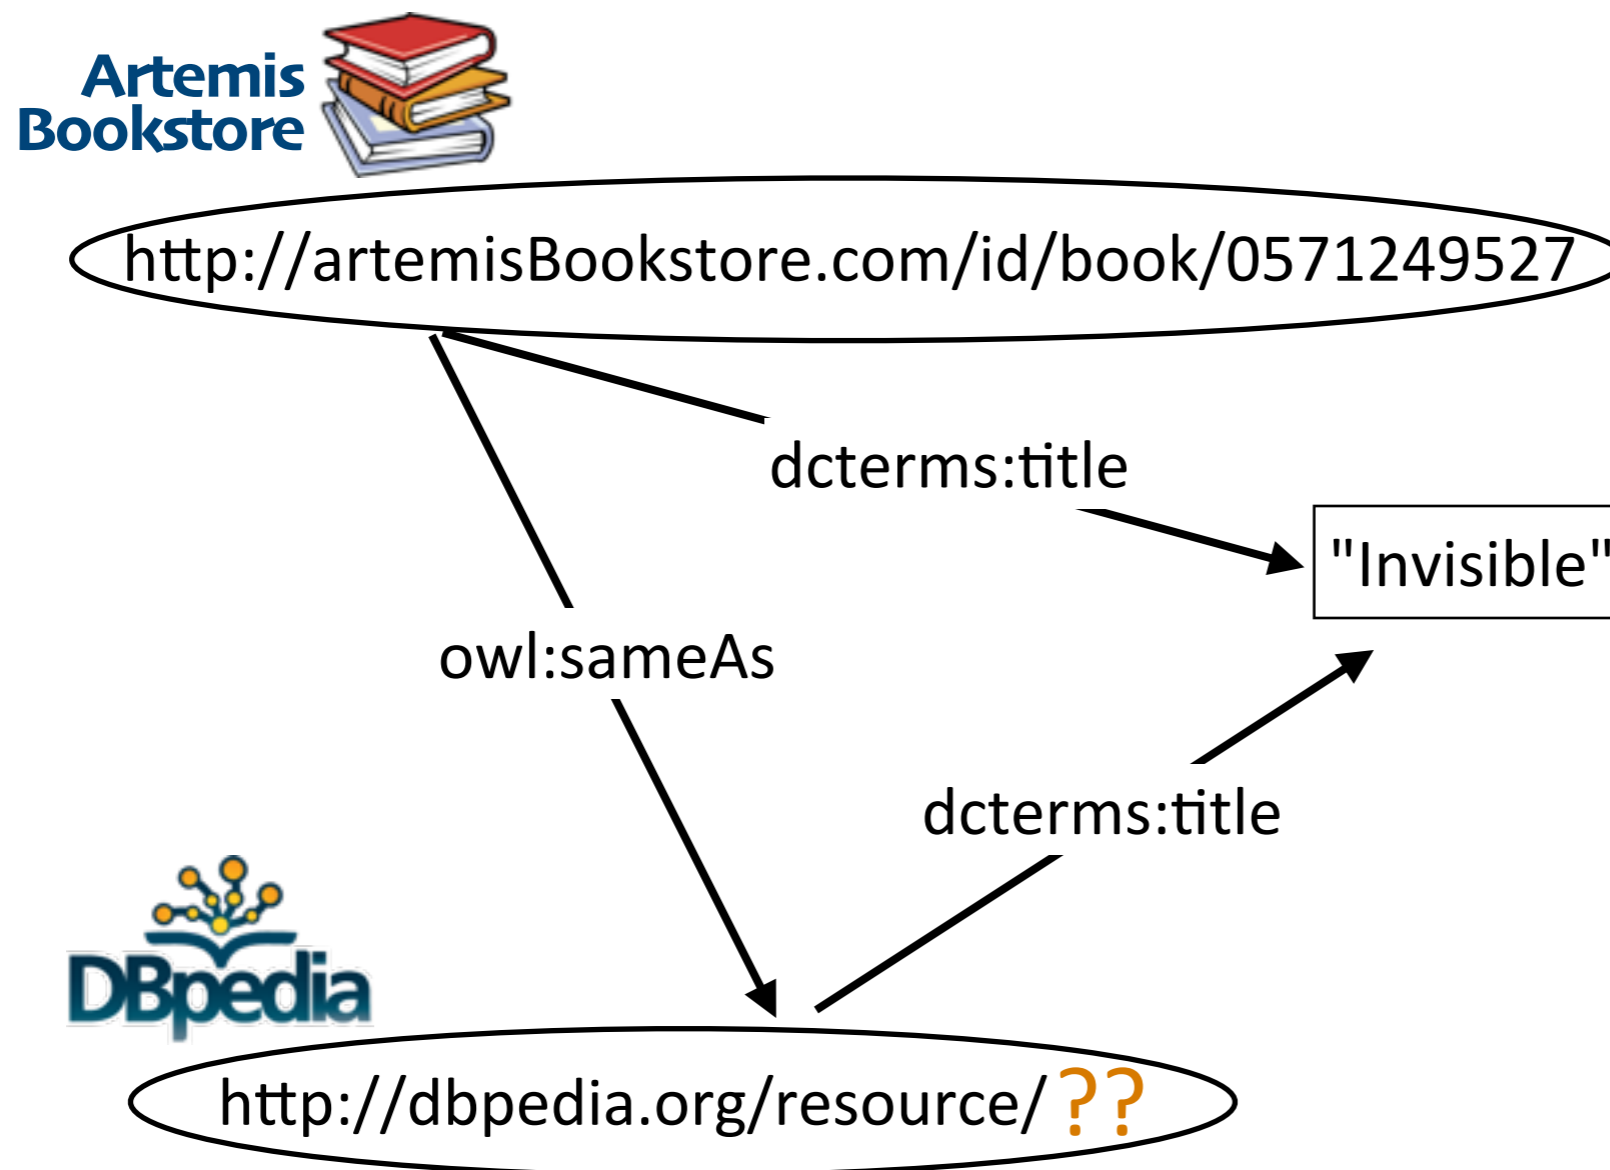 Artemis
Bookstore
http://artemisBookstore.com/id/book/0571249527
dcterms:title
"Invisible"
owl:sameAs
dcterms:title
DBpedia
http://dbpedia.org/resource/??